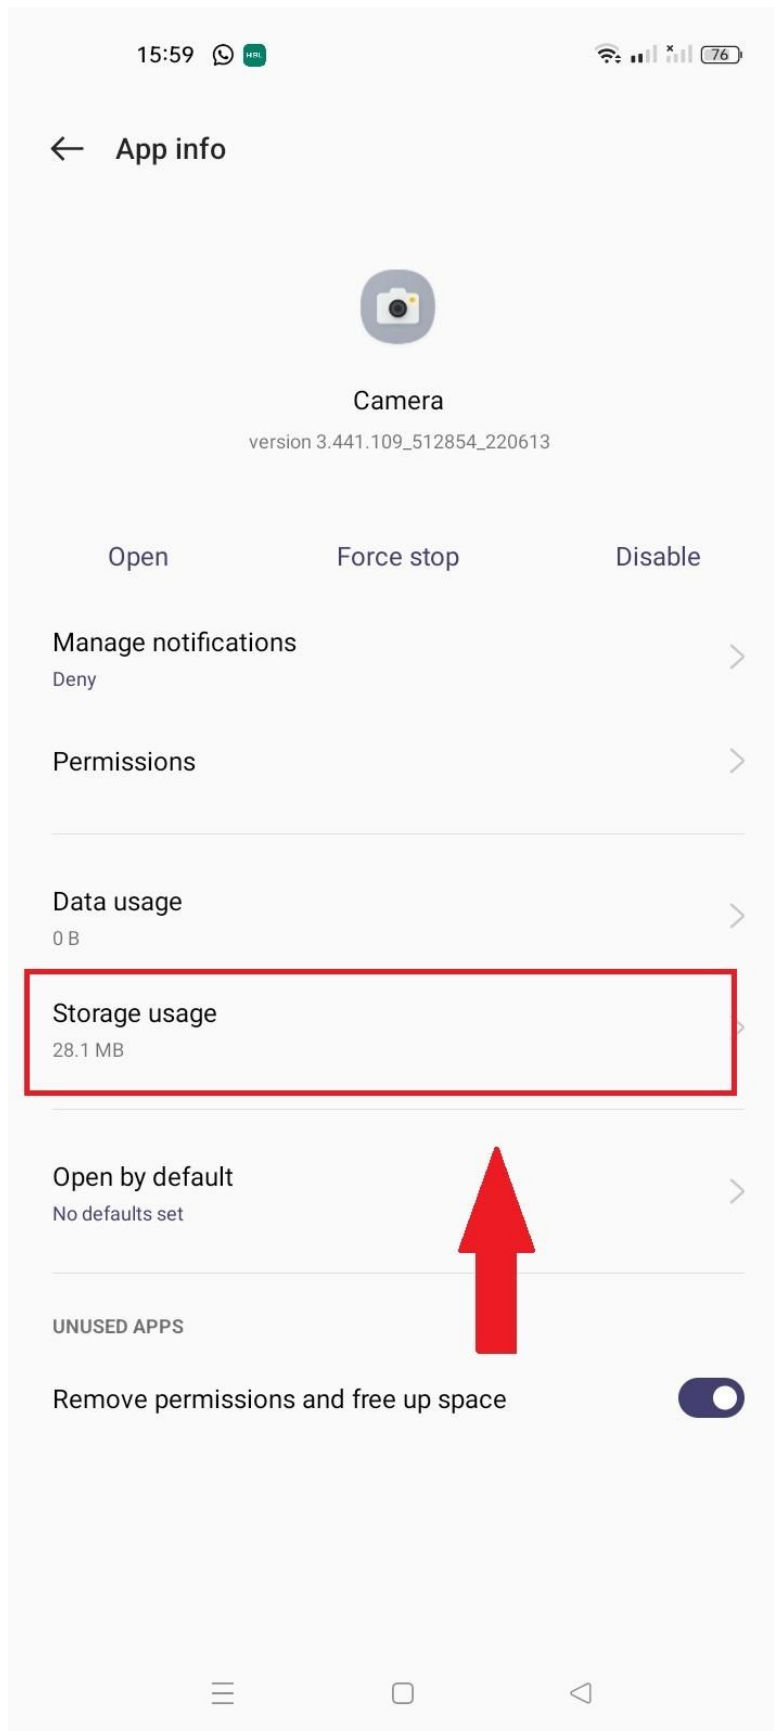 15:59 HBL 76
App info
Camera
version 3.441.109_512854_220613
Open Force stop Disable
Manage notifications
Deny
Permissions
Data usage
0 B
Storage usage
28.1 MB
Open by default
No defaults set
UNUSED APPS
Remove permissions and free up space